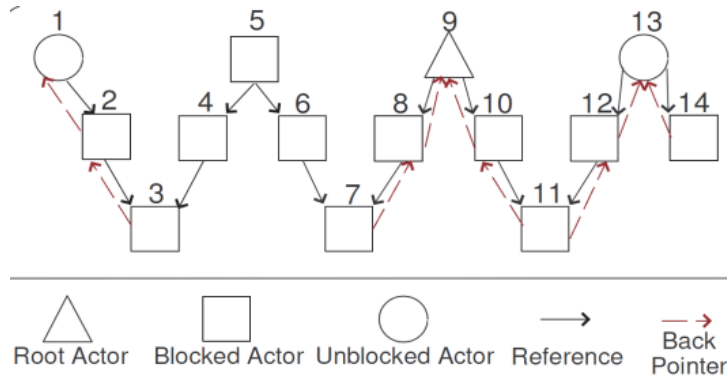 1
5
9
13
2
4
6
8
10
12
14
3
7
11
Root Actor
Blocked Actor
Unblocked Actor
Reference
Back
Pointer